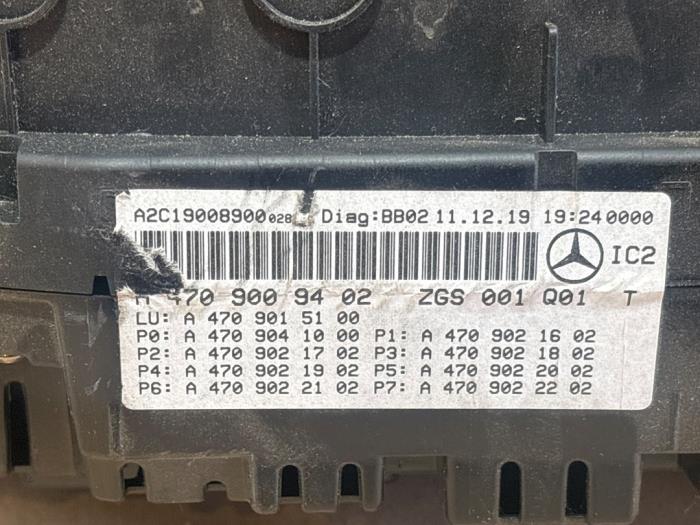 A2C19008900 028 Diag:BB02 11.12.19 19:24 0000
IC2
A 470 900 94 02 ZGS 001 Q01 T
LU: A 470 901 51 00
P0: A 470 904 10 00 P1: A 470 902 16 02
P2: A 470 902 17 02 P3: A 470 902 18 02
P4: A 470 902 19 02 P5: A 470 902 20 02
P6: A 470 902 21 02 P7: A 470 902 22 02